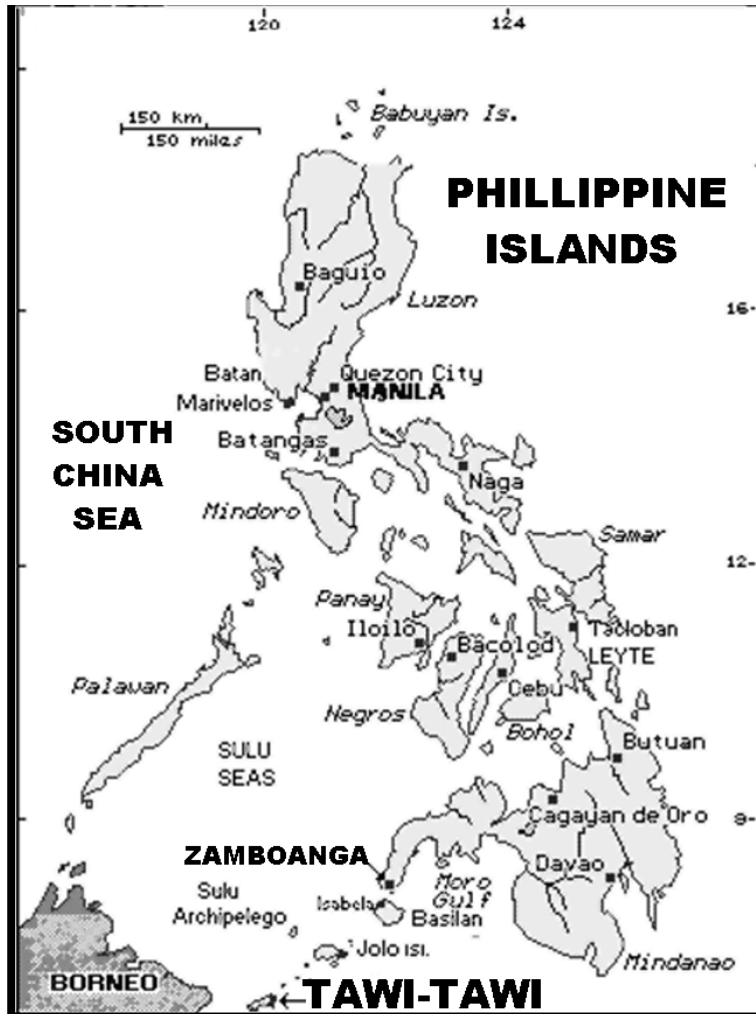 120 124
150 km
150 miles
Babuyan Is.
PHILLIPPINE
ISLANDS
Baguio
Luzon
16-
Batan
Quezon City
MANILA
Marivelos
SOUTH
CHINA
SEA
Batangas
Naga
Mindoro
Samar
12-
Panay
Iloilo
Bacolod
Tacloban
LEYTE
Palawan
Cebu
Negros
Bohol
SULU
SEAS
Butuan
Cagayan de Oro
9-
ZAMBOANGA
Davao
Moro
Gulf
Sulu
Archipelego
Isabela
Basilan
Jolo isl.
Mindanao
BORNEO
←TAWI-TAWI